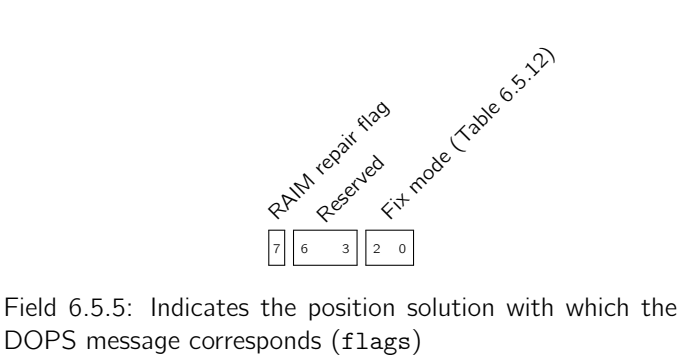 RAIM repair flag
Reserved
Fix mode (Table 6.5.12)
7 6 3 2 0
Field 6.5.5: Indicates the position solution with which the
DOPS message corresponds (flags)